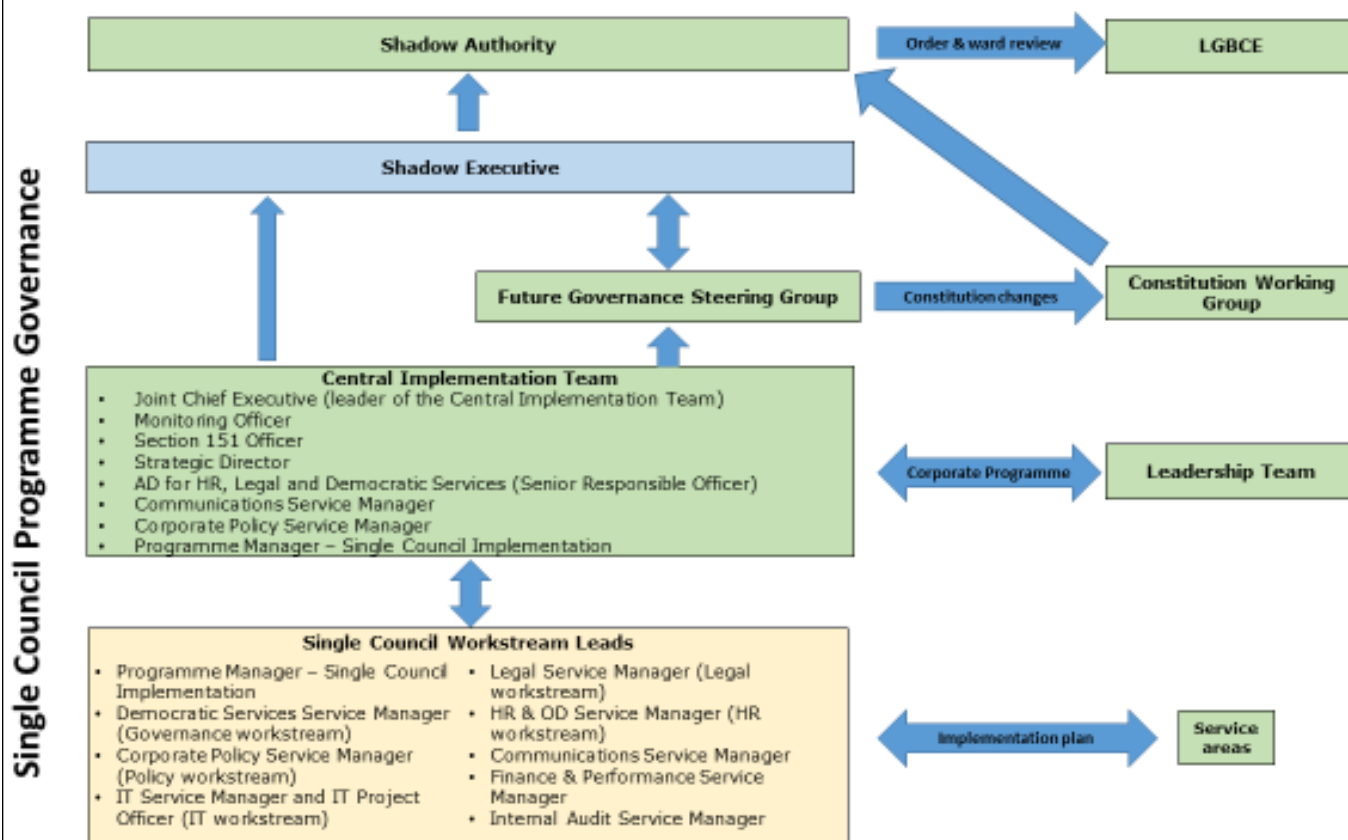 Single Council Programme Governance
Shadow Authority
Order & ward review
LGBCE
Shadow Executive
Future Governance Steering Group
Constitution changes
Constitution Working
Group
Central Implementation Team
• Joint Chief Executive (leader of the Central Implementation Team)
• Monitoring Officer
• Section 151 Officer
• Strategic Director
• AD for HR, Legal and Democratic Services (Senior Responsible Officer)
• Communications Service Manager
• Corporate Policy Service Manager
• Programme Manager – Single Council Implementation
Corporate Programme
Leadership Team
Single Council Workstream Leads
• Programme Manager – Single Council
Implementation
• Democratic Services Service Manager
(Governance workstream)
• Corporate Policy Service Manager
(Policy workstream)
• IT Service Manager and IT Project
Officer (IT workstream)
• Legal Service Manager (Legal
workstream)
• HR & OD Service Manager (HR
workstream)
• Communications Service Manager
• Finance & Performance Service
Manager
• Internal Audit Service Manager
Implementation plan
Service
areas